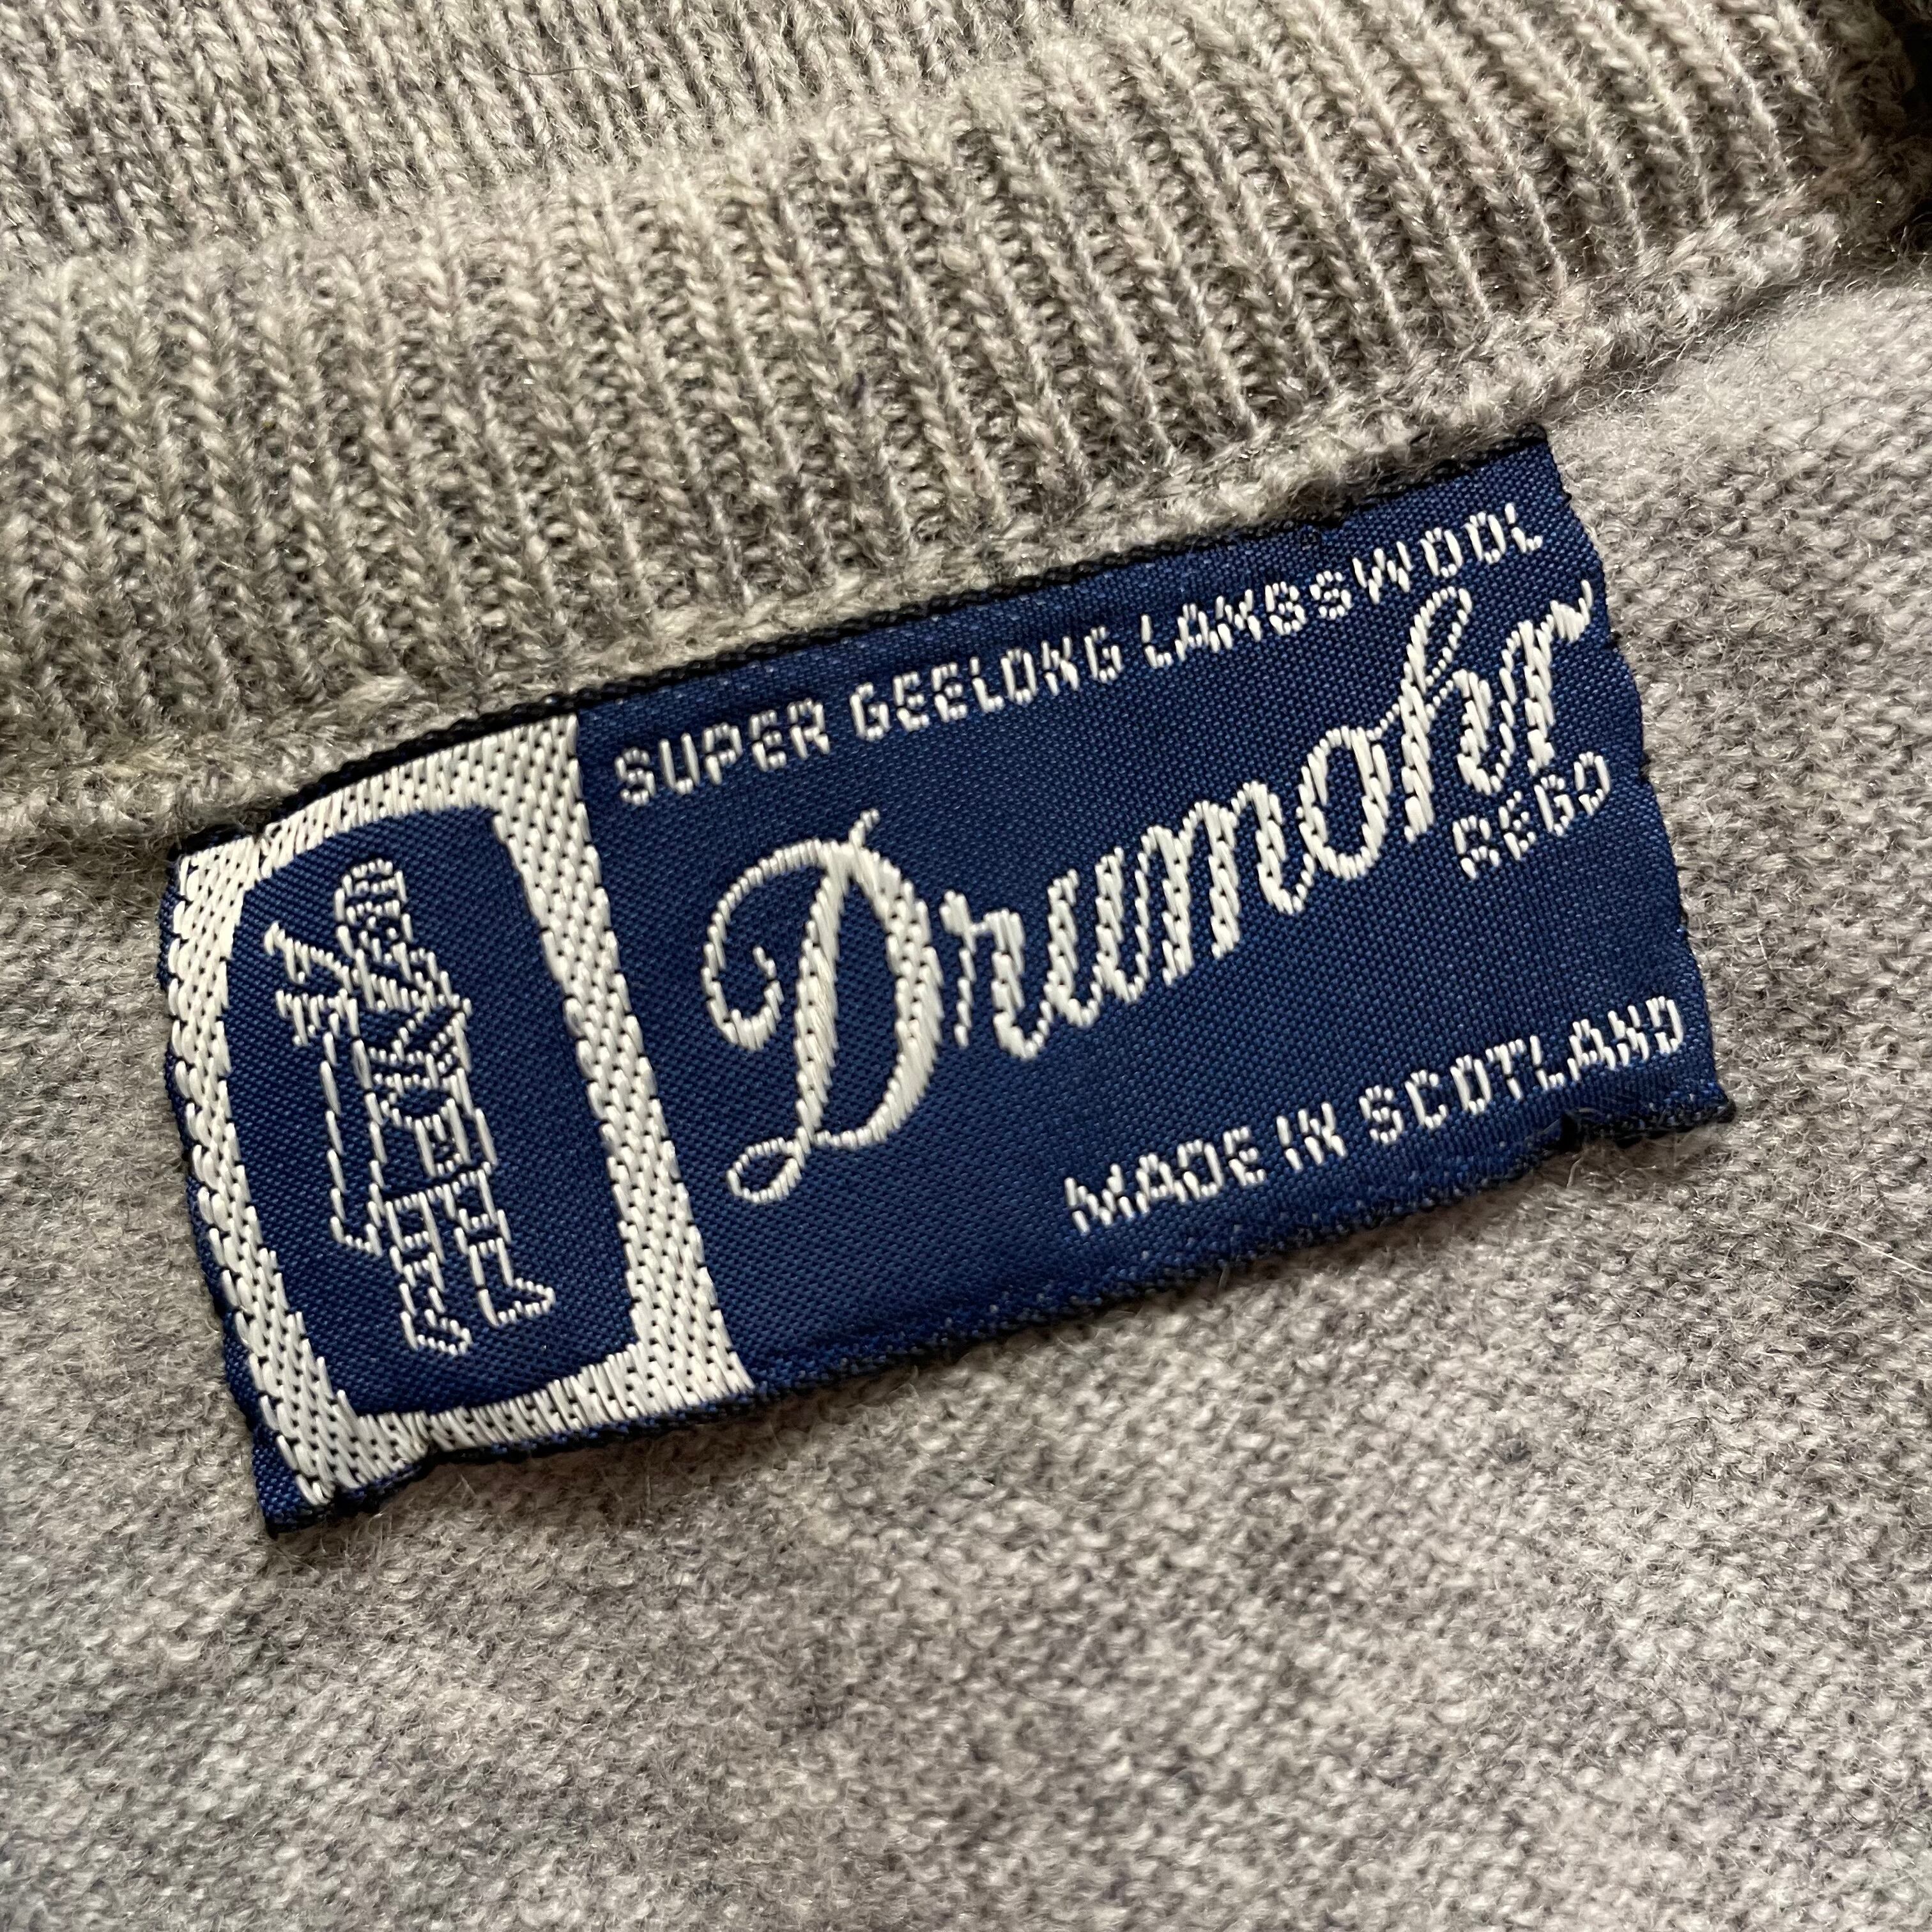 SUPER GEELONG LAMBSWOOL
Drumohr
REGD
MADE IN SCOTLAND